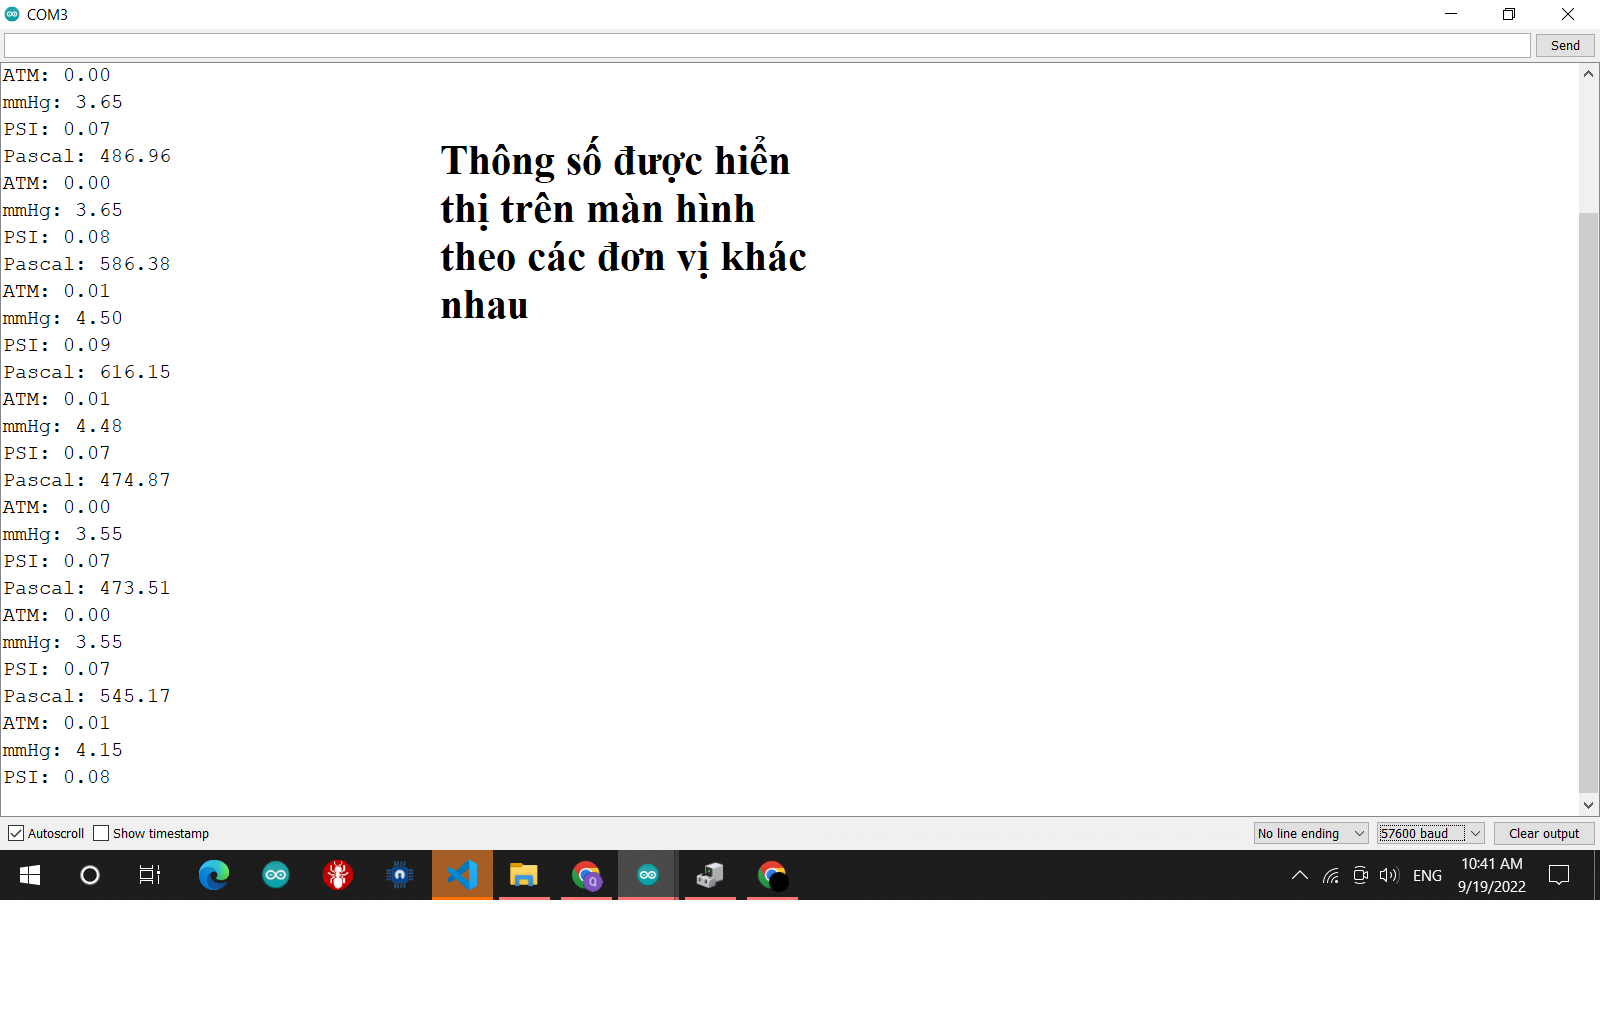 COM3
Send
ATM: 0.00
mmHg: 3.65
PSI: 0.07
Pascal: 486.96
ATM: 0.00
mmHg: 3.65
PSI: 0.08
Pascal: 586.38
ATM: 0.01
mmHg: 4.50
PSI: 0.09
Pascal: 616.15
ATM: 0.01
mmHg: 4.48
PSI: 0.07
Pascal: 474.87
ATM: 0.00
mmHg: 3.55
PSI: 0.07
Pascal: 473.51
ATM: 0.00
mmHg: 3.55
PSI: 0.07
Pascal: 545.17
ATM: 0.01
mmHg: 4.15
PSI: 0.08
Thông số được hiển
thị trên màn hình
theo các đơn vị khác
nhau
Autoscroll Show timestamp
No line ending 57600 baud Clear output
Q
ENG
10:41 AM
9/19/2022